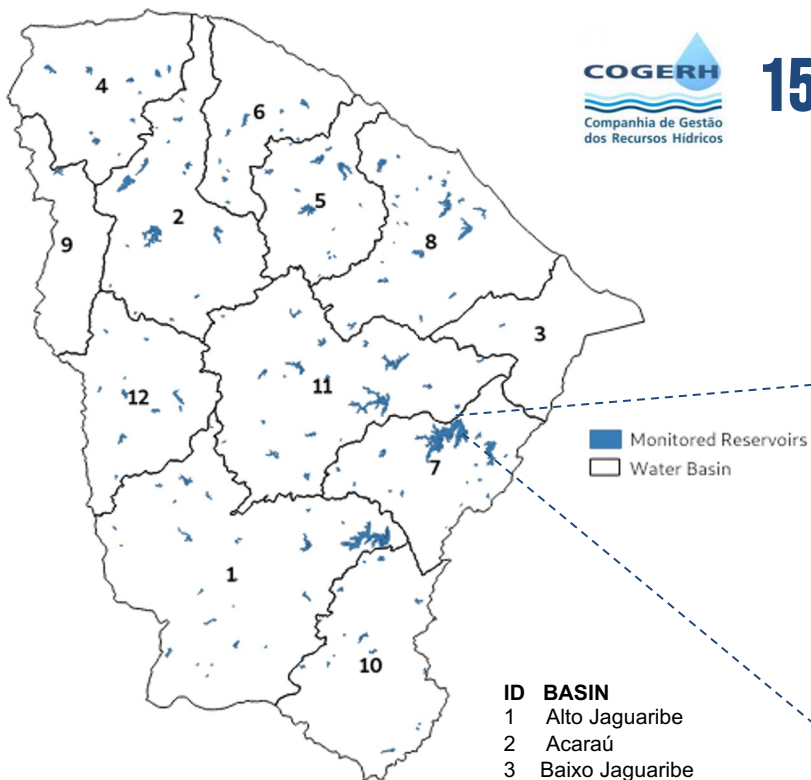 COGERH
Companhia de Gestão
dos Recursos Hídricos
15
4
6
2
5
9
8
3
12
11
7
1
10
Monitored Reservoirs
Water Basin
ID BASIN
1 Alto Jaguaribe
2 Acaraú
3 Baixo Jaguaribe